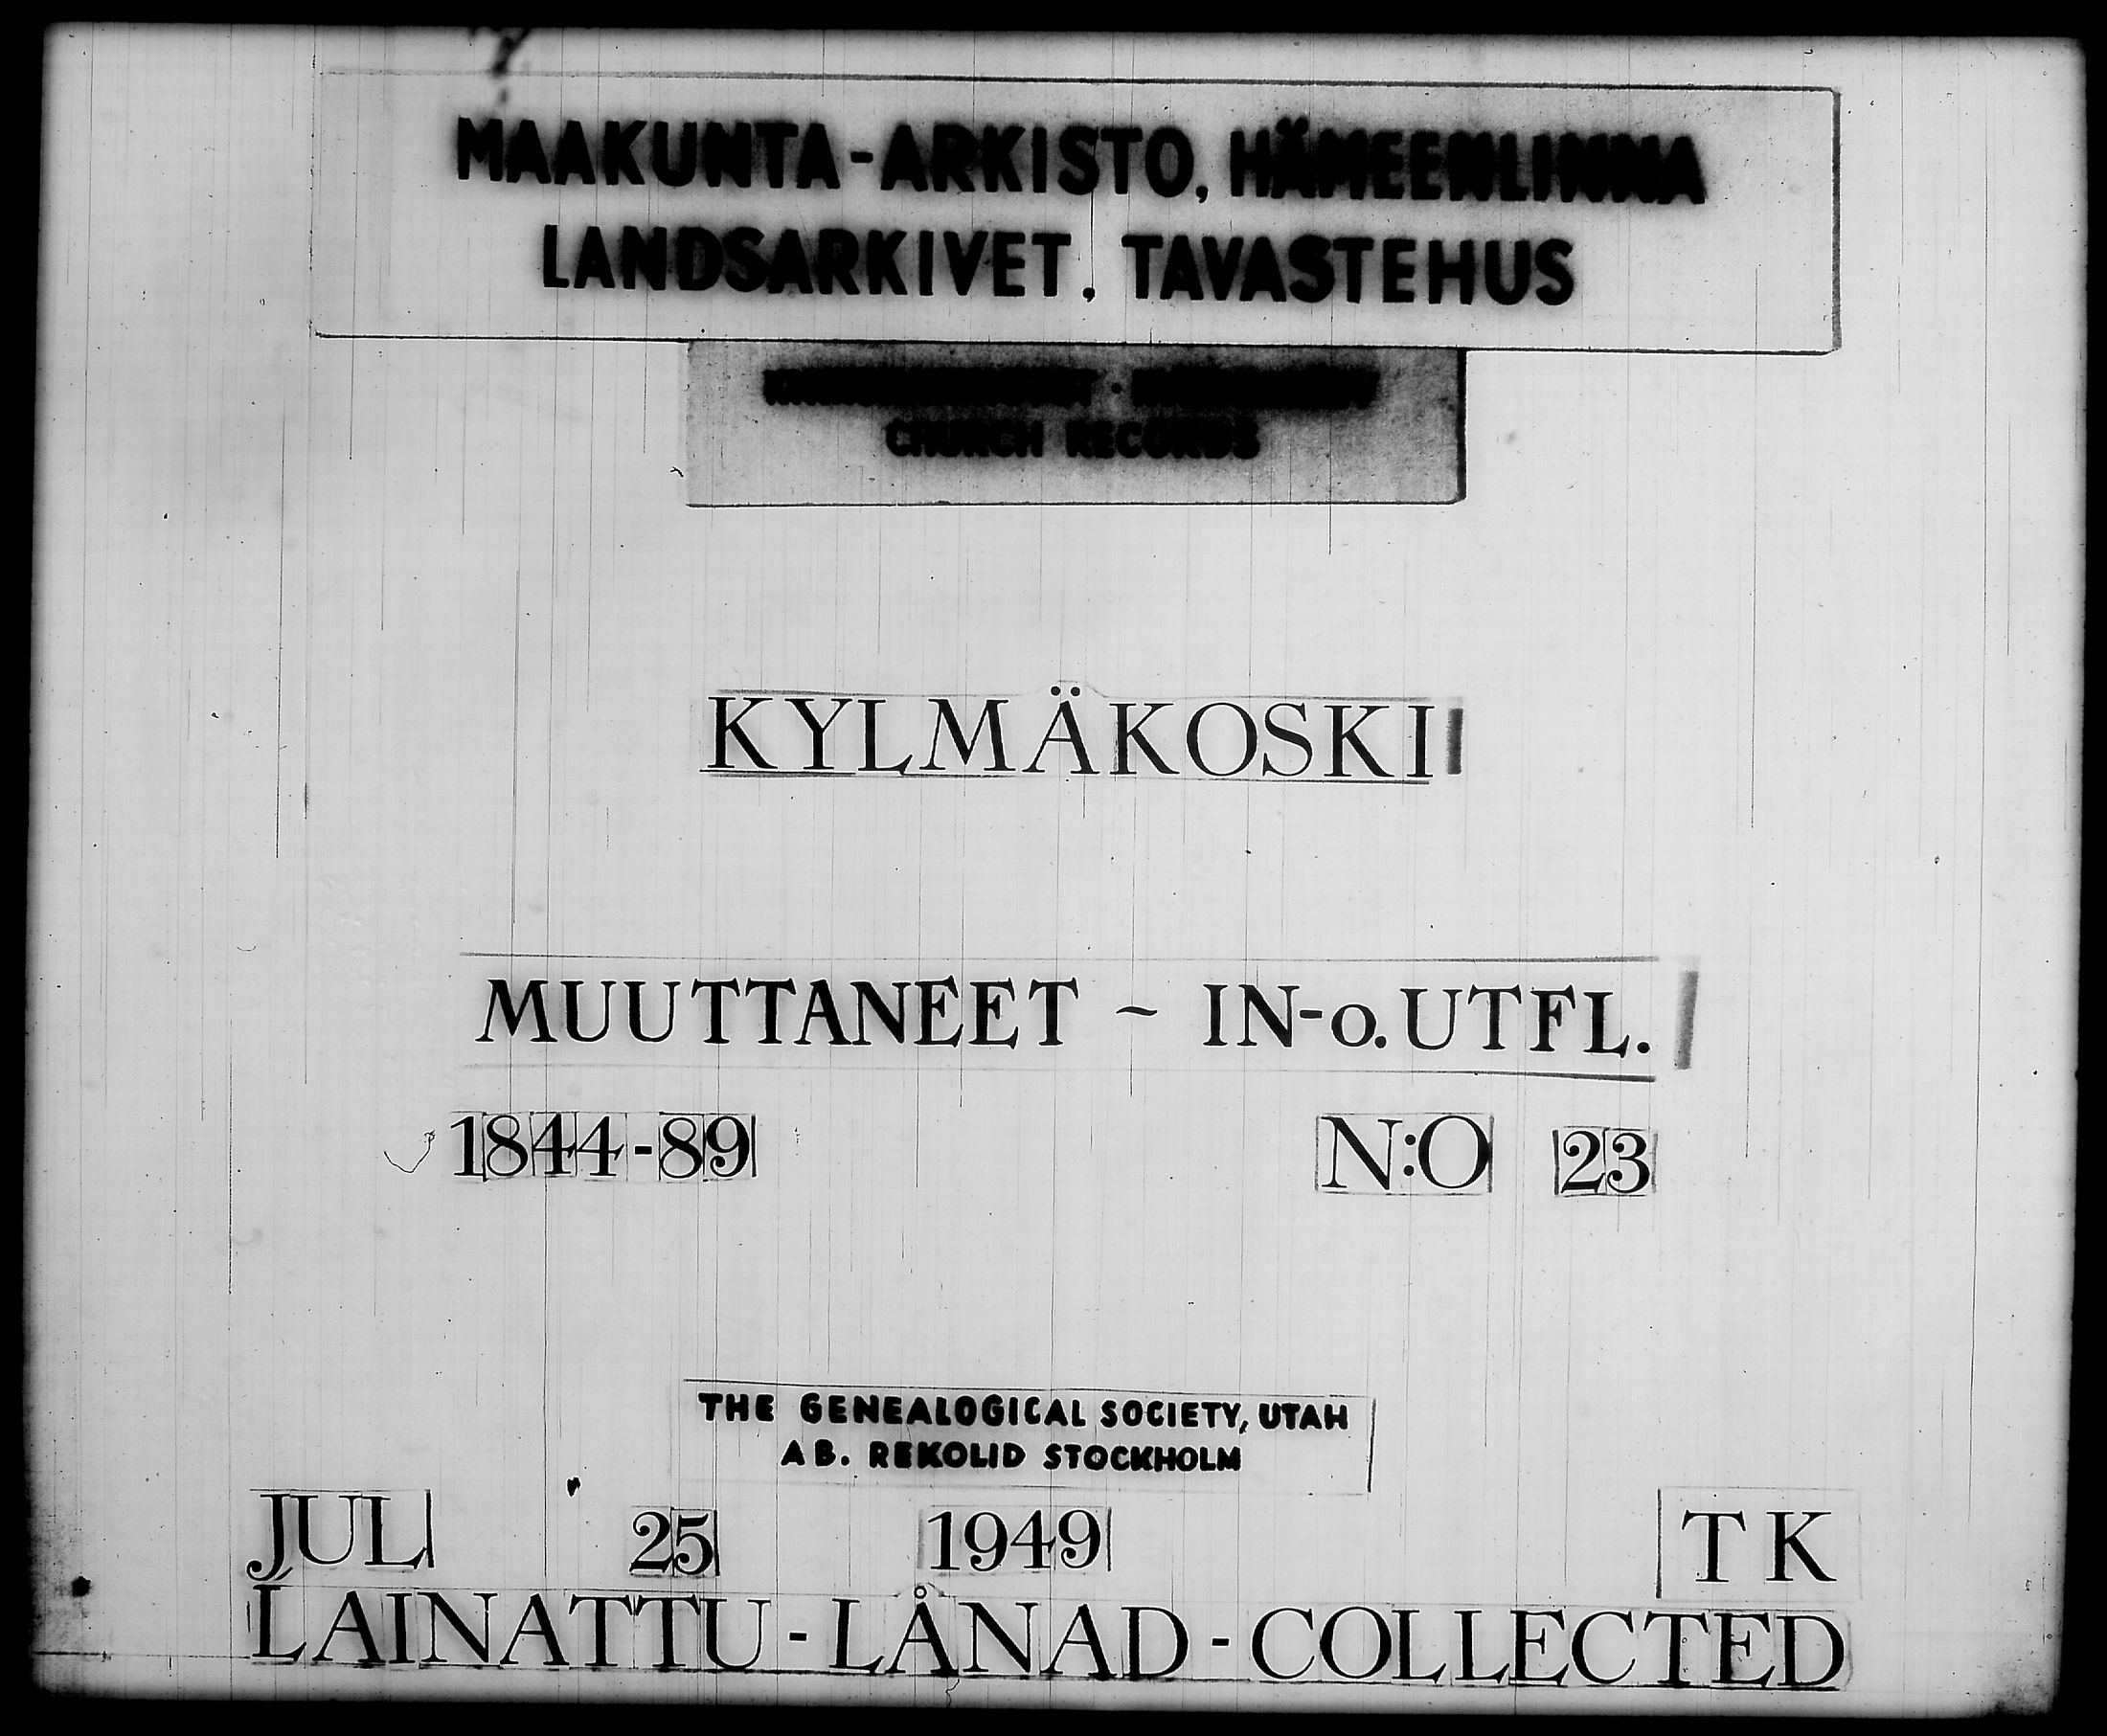 MAAKUNTA-ARKISTO, HÄMEENLINNA
LANDSARKIVET, TAVASTEHUS
CHURCH RECORDS
KYLMÄKOSKI
MUUTTANEET ~ IN-o. UTFL.
1844-89 N:O 23
THE GENEALOGICAL SOCIETY, UTAH
AB. REKOLID STOCKHOLM
JUL 25 1949 TK
LAINATTU - LÅNAD - COLLECTED